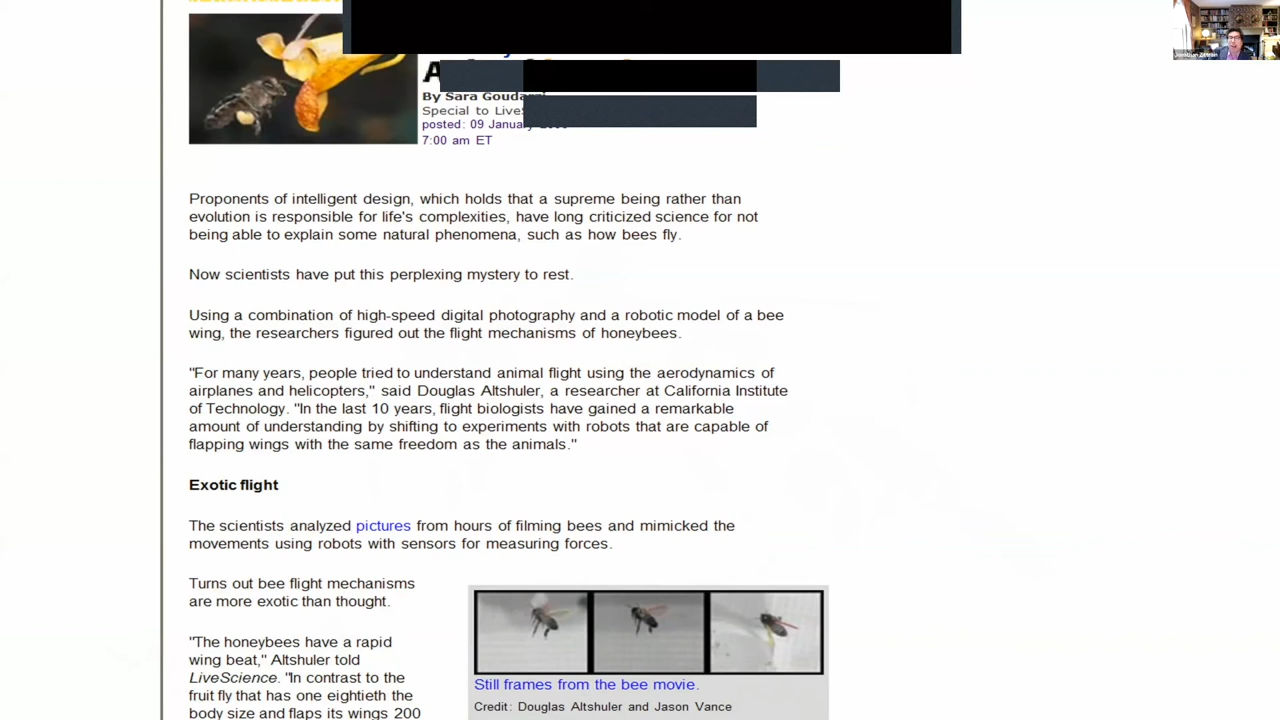 By Sara Goudarzi
Special to
posted: 09 January
7:00 am ET
Proponents of intelligent design, which holds that a supreme being rather than
evolution is responsible for life's complexities, have long criticized science for not
being able to explain some natural phenomena, such as how bees fly.
Now scientists have put this perplexing mystery to rest.
Using a combination of high-speed digital photography and a robotic model of a bee
wing, the researchers figured out the flight mechanisms of honeybees.
"For many years, people tried to understand animal flight using the aerodynamics of
airplanes and helicopters," said Douglas Altshuler, a researcher at California Institute
of Technology. "In the last 10 years, flight biologists have gained a remarkable
amount of understanding by shifting to experiments with robots that are capable of
flapping wings with the same freedom as the animals."
Exotic flight
The scientists analyzed pictures from hours of filming bees and mimicked the
movements using robots with sensors for measuring forces.
Turns out bee flight mechanisms
are more exotic than thought.
"The honeybees have a rapid
wing beat," Altshuler told
LiveScience. "In contrast to the
fruit fly that has one eightieth the
body size and flaps its wings 200
Still frames from the bee movie.
Credit: Douglas Altshuler and Jason Vance